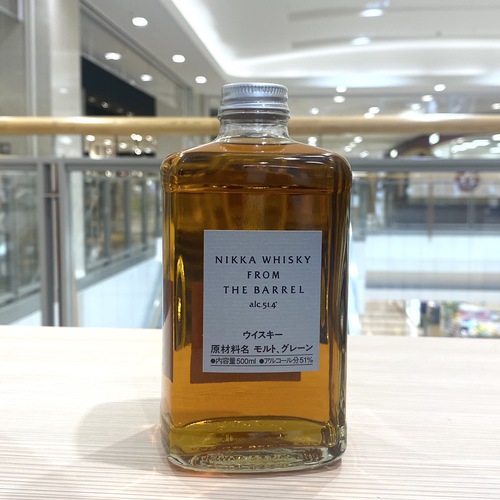 NIKKA WHISKY
FROM
THE BARREL
alc.51.4°
ウイスキー
原材料名 モルト、グレーン
●内容量500ml ●アルコール分51%